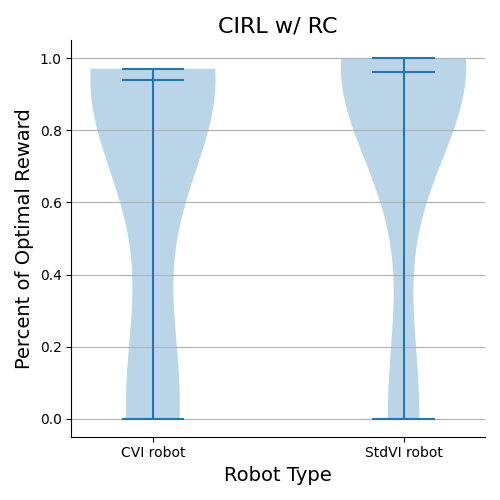 CIRL w/ RC
Percent of Optimal Reward
1.0
0.8
0.6
0.4
0.2
0.0
CVI robot
StdVI robot
Robot Type